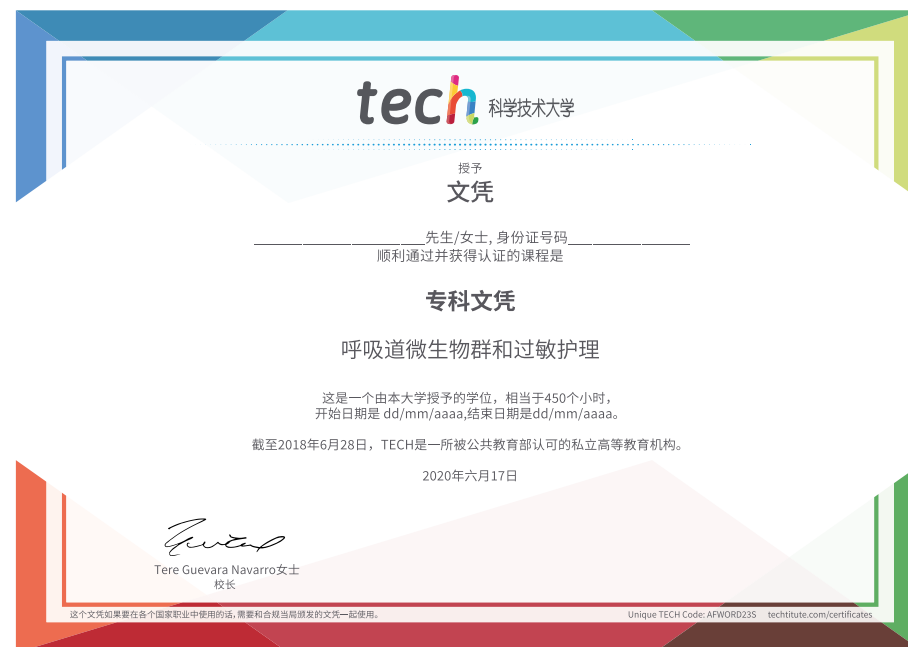 tech 科学技术大学
授予
文凭
先生/女士, 身份证号码
顺利通过并获得认证的课程是
专科文凭
呼吸道微生物群和过敏护理
这是一个由本大学授予的学位，相当于450个小时，
开始日期是 dd/mm/aaaa,结束日期是dd/mm/aaaa。
截至2018年6月28日，TECH是一所被公共教育部认可的私立高等教育机构。
2020年六月17日
Tere Guevara Navarro女士
校长
这个文凭如果要在各个国家职业中使用的话,需要和合规当局颁发的文凭一起使用。
Unique TECH Code: AFWORD23S techtitute.com/certificates